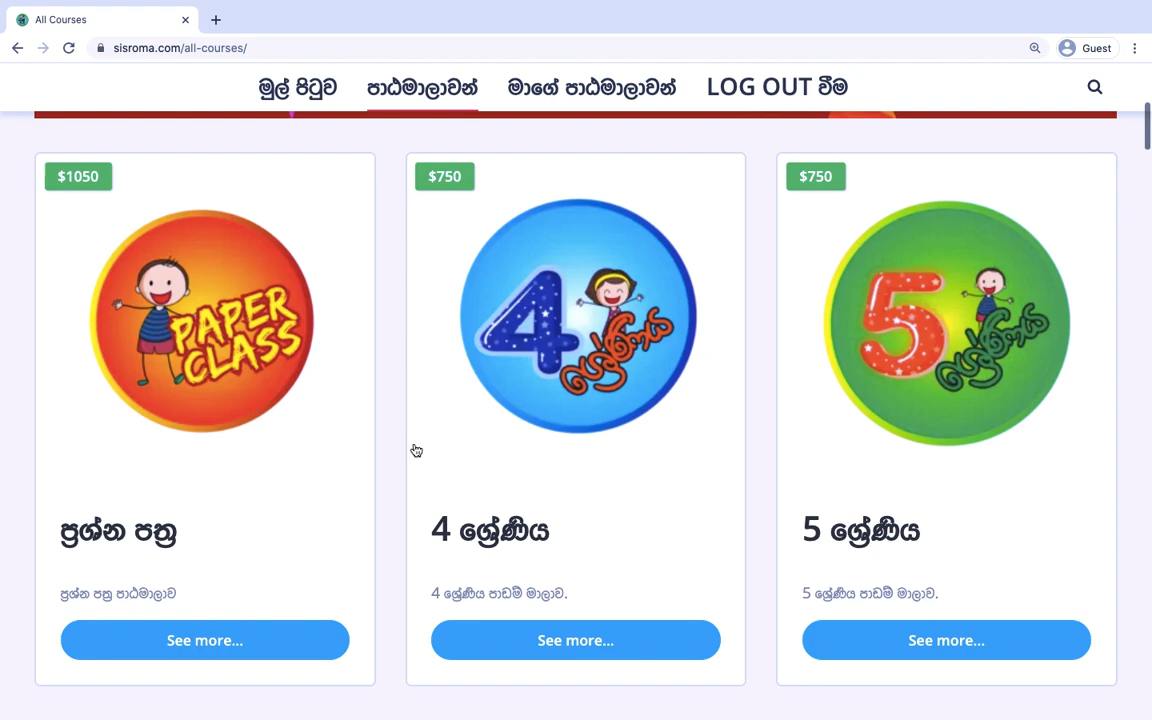 All Courses
sisroma.com/all-courses/
Guest
මුල් පිටුව පාඨමාලාවන් මාගේ පාඨමාලාවන් LOG OUT වීම
$1050
$750
$750
PAPER
CLASS
4
ශ්‍රේණිය
5
ශ්‍රේණිය
ප්‍රශ්න පත්‍ර
4 ශ්‍රේණිය
5 ශ්‍රේණිය
ප්‍රශ්න පත්‍ර පාඨමාලාව
4 ශ්‍රේණිය පාඩම් මාලාව.
5 ශ්‍රේණිය පාඩම් මාලාව.
See more...
See more...
See more...